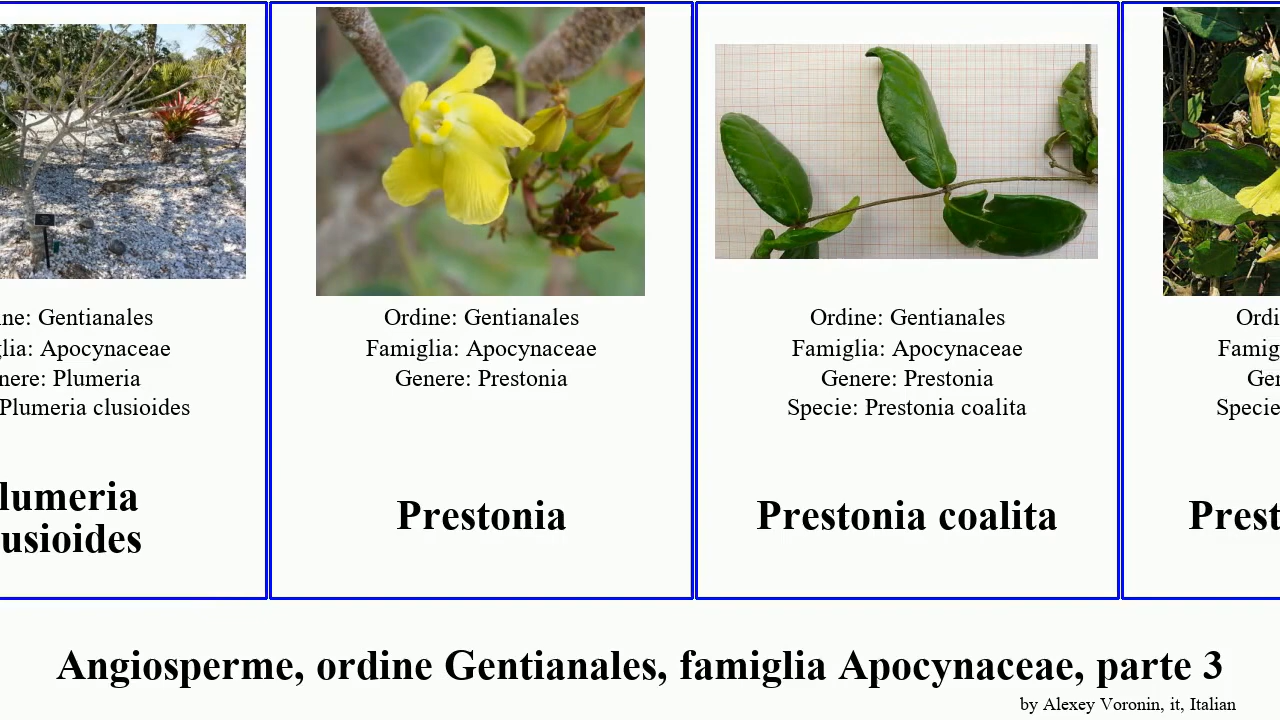 ne: Gentianales
lia: Apocynaceae
nere: Plumeria
Plumeria clusioides
lumeria
usioides
Ordine: Gentianales
Famiglia: Apocynaceae
Genere: Prestonia
Prestonia
Ordine: Gentianales
Famiglia: Apocynaceae
Genere: Prestonia
Specie: Prestonia coalita
Prestonia coalita
Ordi
Famig
Ger
Specie
Prest
Angiosperme, ordine Gentianales, famiglia Apocynaceae, parte 3
by Alexey Voronin, it, Italian